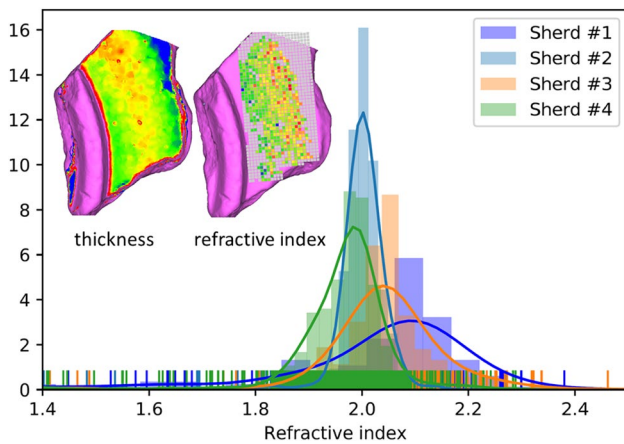 16
14
12
10
8
6
4
2
0
thickness
refractive index
Sherd #1
Sherd #2
Sherd #3
Sherd #4
1.4 1.6 1.8 2.0 2.2 2.4
Refractive index